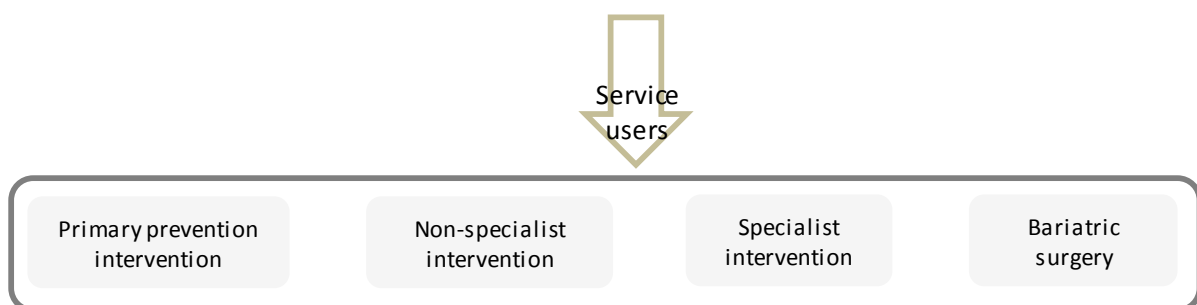 Service
users
Primary prevention
intervention
Non-specialist
intervention
Specialist
intervention
Bariatric
surgery